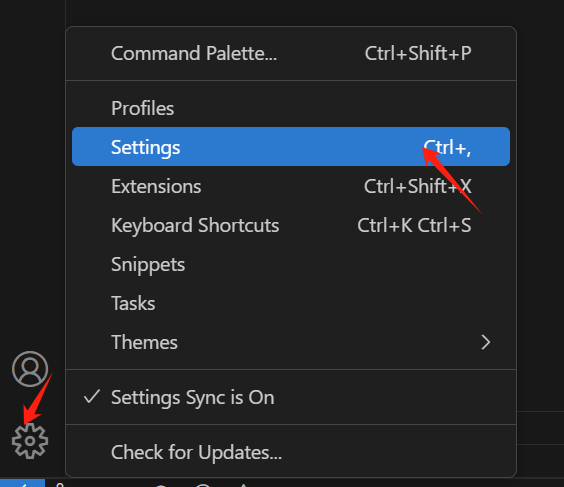 Command Palette... Ctrl+Shift+P
Profiles
Settings Ctrl+,
Extensions Ctrl+Shift+X
Keyboard Shortcuts Ctrl+K Ctrl+S
Snippets
Tasks
Themes
Settings Sync is On
Check for Updates...